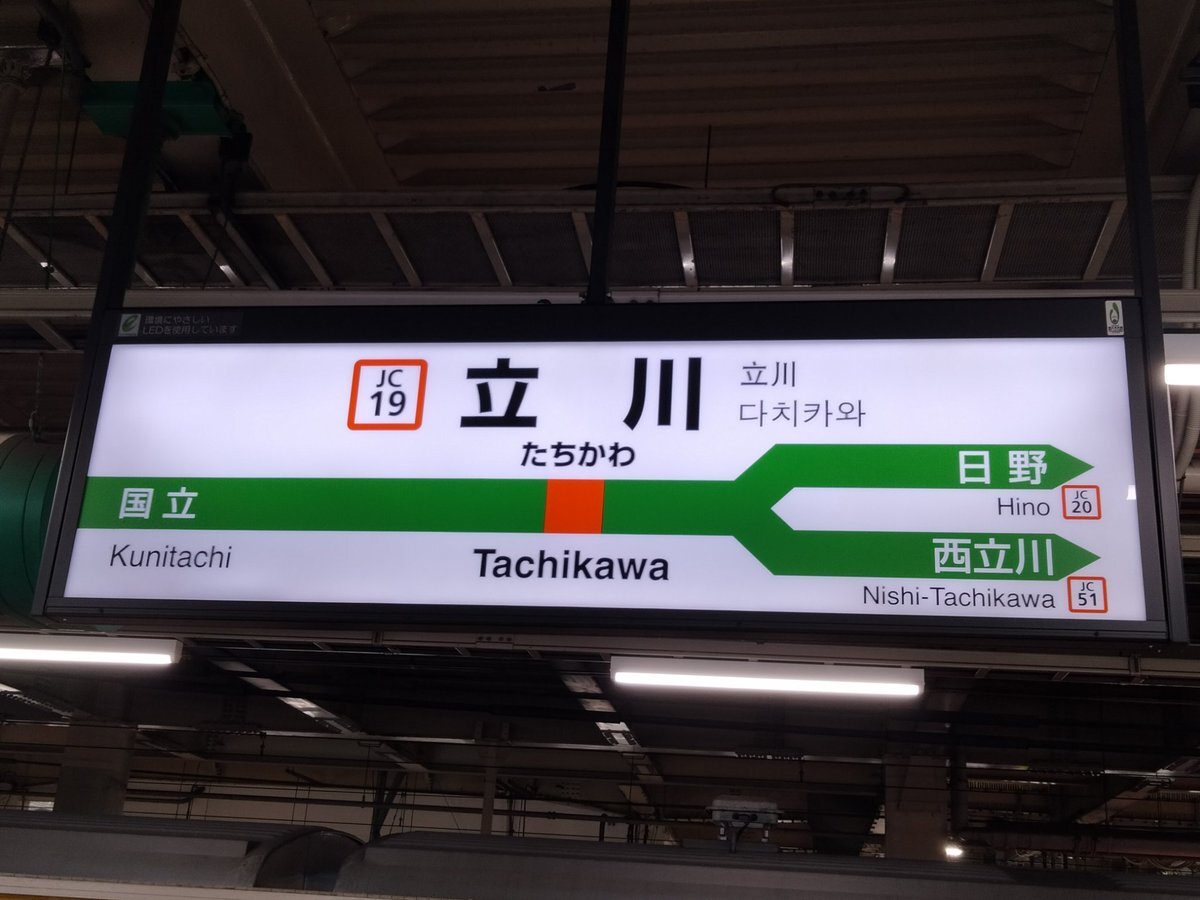 環境にやさしい
LEDを使用しています
JC
19
立川
立川
다치카와
たちかわ
国立
日野
Kunitachi
Tachikawa
Hino
JC
20
西立川
Nishi-Tachikawa
JC
51